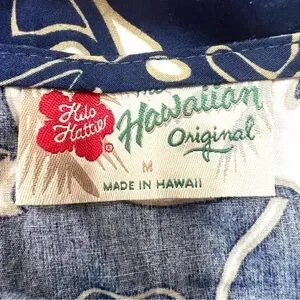 Hilo
Hattie®
The
Hawaiian
Original
M
MADE IN HAWAII